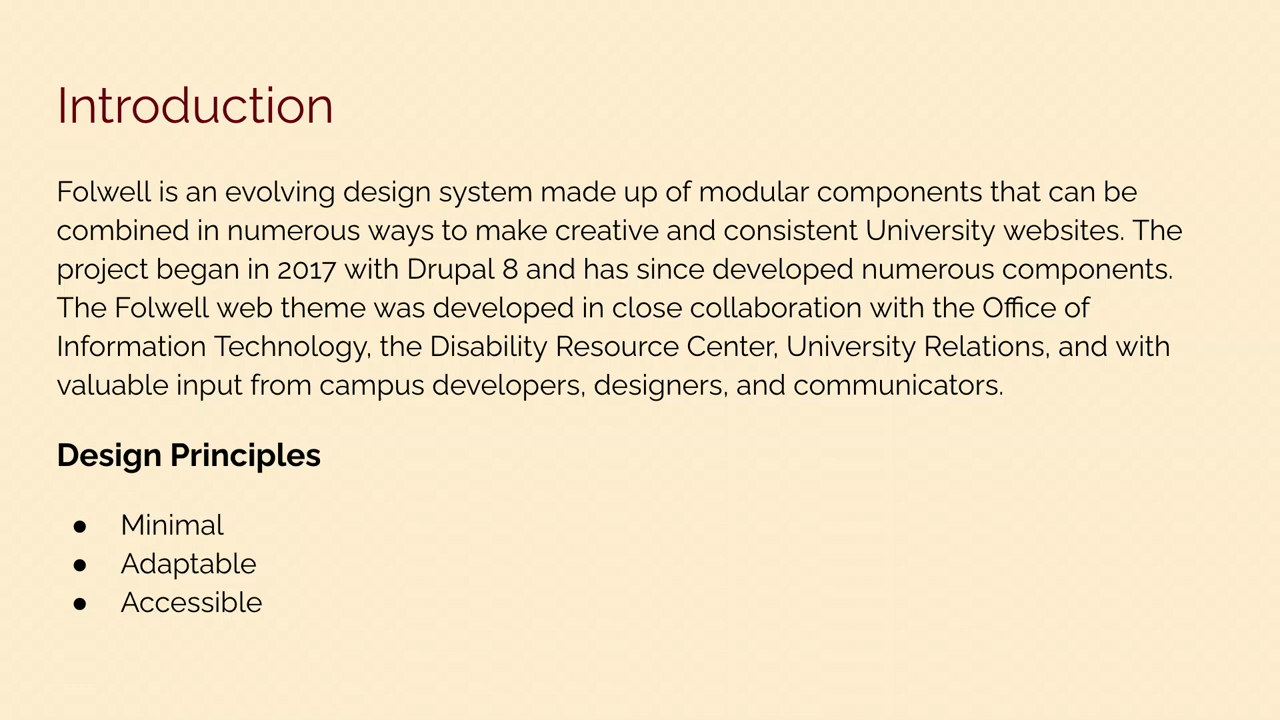 Introduction
Folwell is an evolving design system made up of modular components that can be
combined in numerous ways to make creative and consistent University websites. The
project began in 2017 with Drupal 8 and has since developed numerous components.
The Folwell web theme was developed in close collaboration with the Office of
Information Technology, the Disability Resource Center, University Relations, and with
valuable input from campus developers, designers, and communicators.
Design Principles
● Minimal
● Adaptable
● Accessible